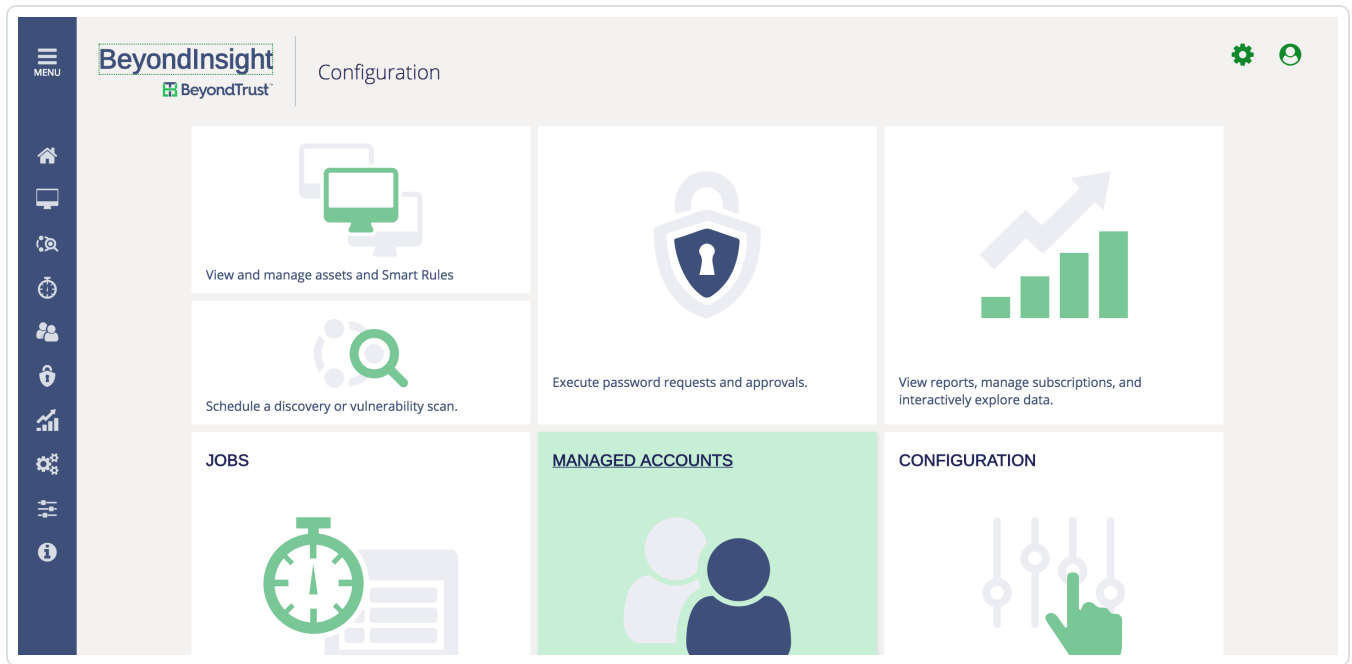 MENU
BeyondInsight
BeyondTrust™
Configuration
View and manage assets and Smart Rules
Schedule a discovery or vulnerability scan.
Execute password requests and approvals.
View reports, manage subscriptions, and
interactively explore data.
JOBS
MANAGED ACCOUNTS
CONFIGURATION